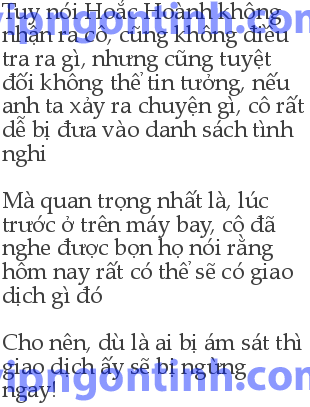 Tuy nói Hoắc Hoành không
nhận ra cô, cũng không điều
tra ra gì, nhưng cũng tuyệt
đối không thể tin tưởng, nếu
anh ta xảy ra chuyện gì, cô rất
dễ bị đưa vào danh sách tình
nghi
Mà quan trọng nhất là, lúc
trước ở trên máy bay, cô đã
nghe được bọn họ nói rằng
hôm nay rất có thể sẽ có giao
dịch gì đó
Cho nên, dù là ai bị ám sát thì
giao dịch ấy sẽ bị ngừng
ngay!
vipngontinh.com